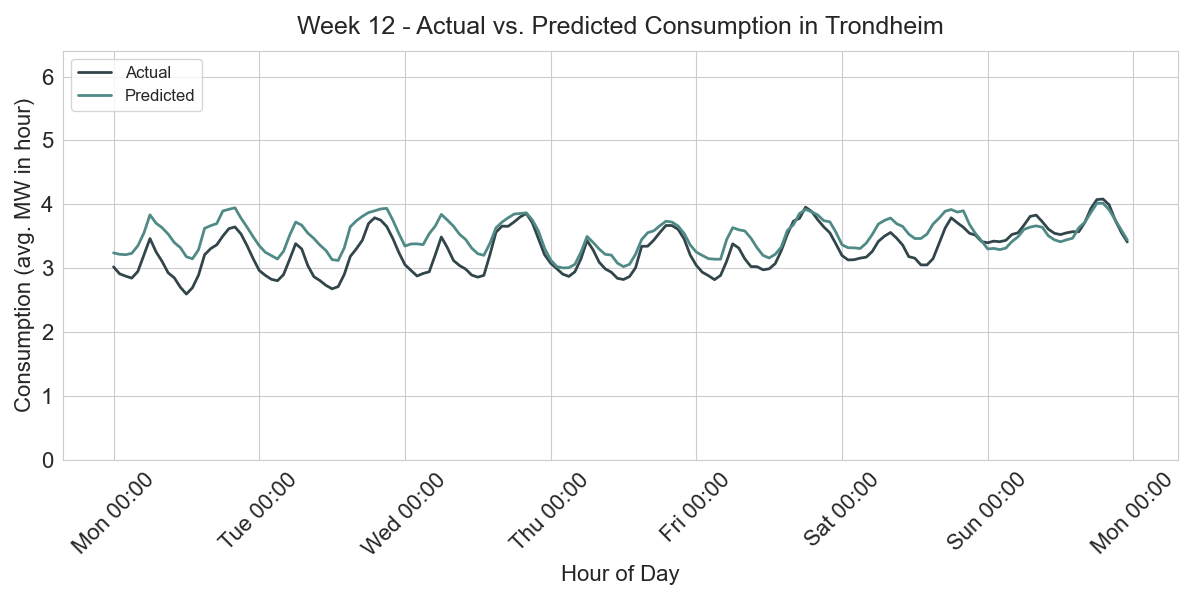 Week 12 - Actual vs. Predicted Consumption in Trondheim
Actual
Predicted
Consumption (avg. MW in hour)
6
5
4
3
2
1
0
Mon 00:00
Tue 00:00
Wed 00:00
Thu 00:00
Fri 00:00
Sat 00:00
Sun 00:00
Mon 00:00
Hour of Day